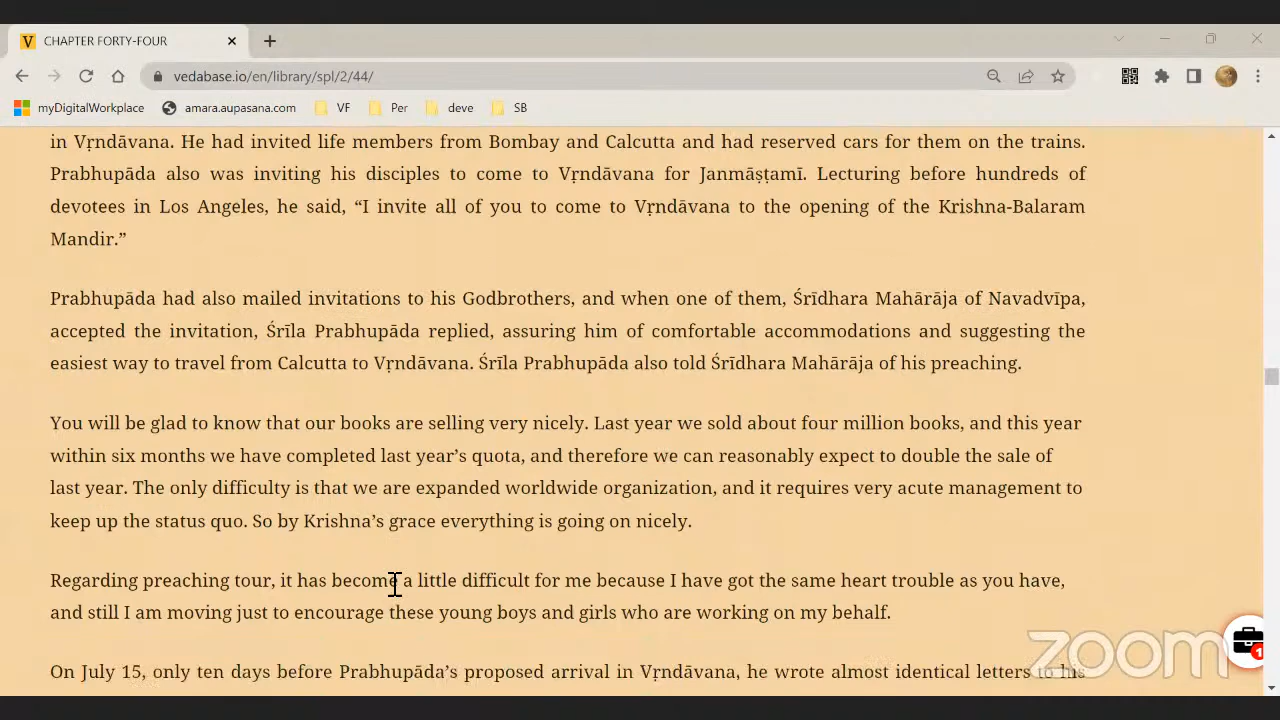 CHAPTER FORTY-FOUR
vedabase.io/en/library/spl/2/44/
myDigitalWorkplace amara.aupasana.com VF Per deve SB
in Vṛndāvana. He had invited life members from Bombay and Calcutta and had reserved cars for them on the trains.
Prabhupāda also was inviting his disciples to come to Vṛndāvana for Janmāṣṭamī. Lecturing before hundreds of
devotees in Los Angeles, he said, “I invite all of you to come to Vṛndāvana to the opening of the Krishna-Balaram
Mandir.”
Prabhupāda had also mailed invitations to his Godbrothers, and when one of them, Śrīdhara Mahārāja of Navadvīpa,
accepted the invitation, Śrīla Prabhupāda replied, assuring him of comfortable accommodations and suggesting the
easiest way to travel from Calcutta to Vṛndāvana. Śrīla Prabhupāda also told Śrīdhara Mahārāja of his preaching.
You will be glad to know that our books are selling very nicely. Last year we sold about four million books, and this year
within six months we have completed last year’s quota, and therefore we can reasonably expect to double the sale of
last year. The only difficulty is that we are expanded worldwide organization, and it requires very acute management to
keep up the status quo. So by Krishna’s grace everything is going on nicely.
Regarding preaching tour, it has become a little difficult for me because I have got the same heart trouble as you have,
and still I am moving just to encourage these young boys and girls who are working on my behalf.
On July 15, only ten days before Prabhupāda’s proposed arrival in Vṛndāvana, he wrote almost identical letters to his
zoom
1